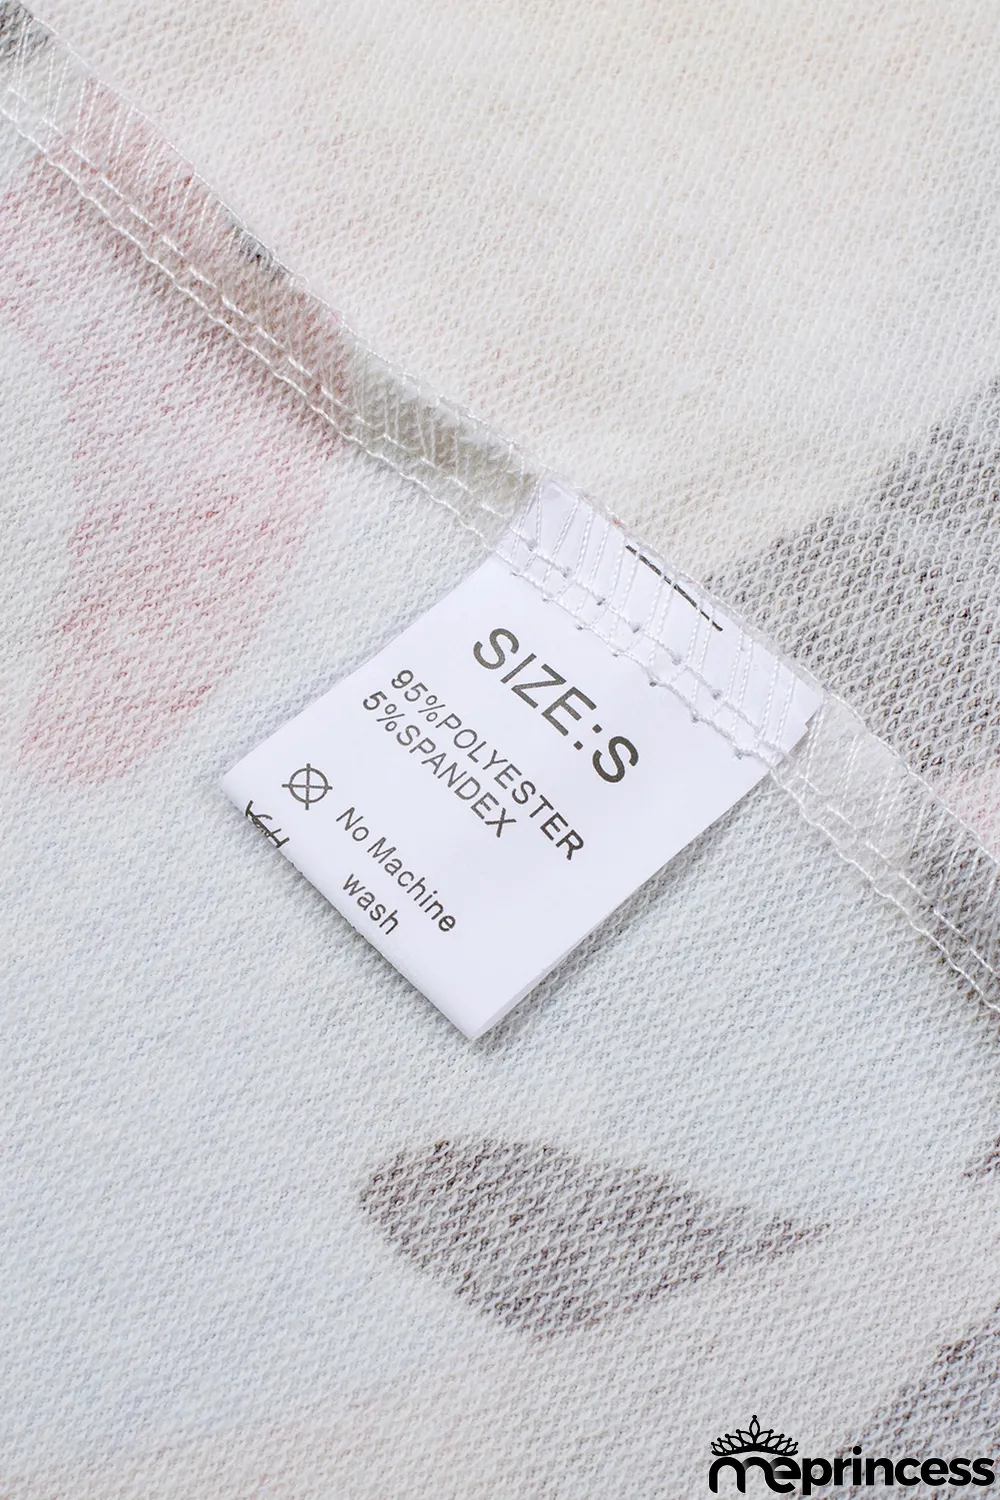 SIZE:S
95%POLYESTER
5%SPANDEX
No Machine
wash
meprincess